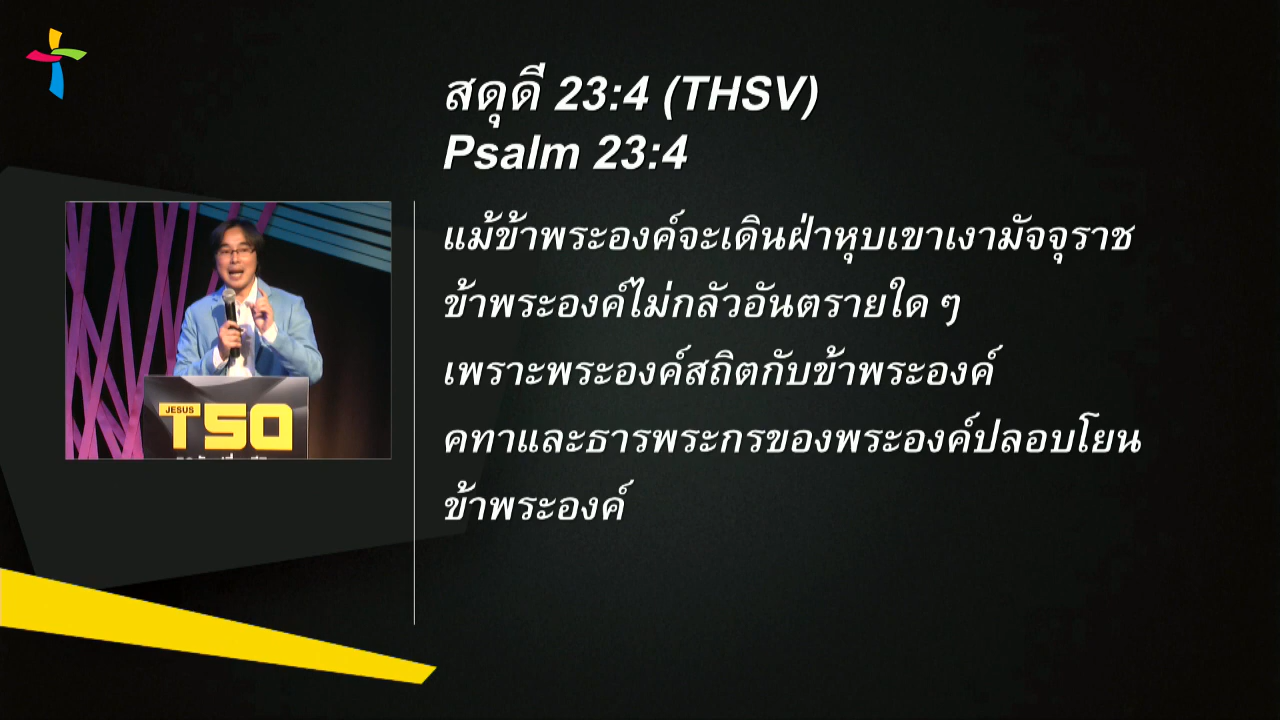 สดุดี 23:4 (THSV)
Psalm 23:4
แม้ข้าพระองค์จะเดินฝ่าหุบเขาเงามัจจุราช
ข้าพระองค์ไม่กลัวอันตรายใด ๆ
เพราะพระองค์สถิตกับข้าพระองค์
คทาและธารพระกรของพระองค์ปลอบโยน
ข้าพระองค์
JESUS
T50